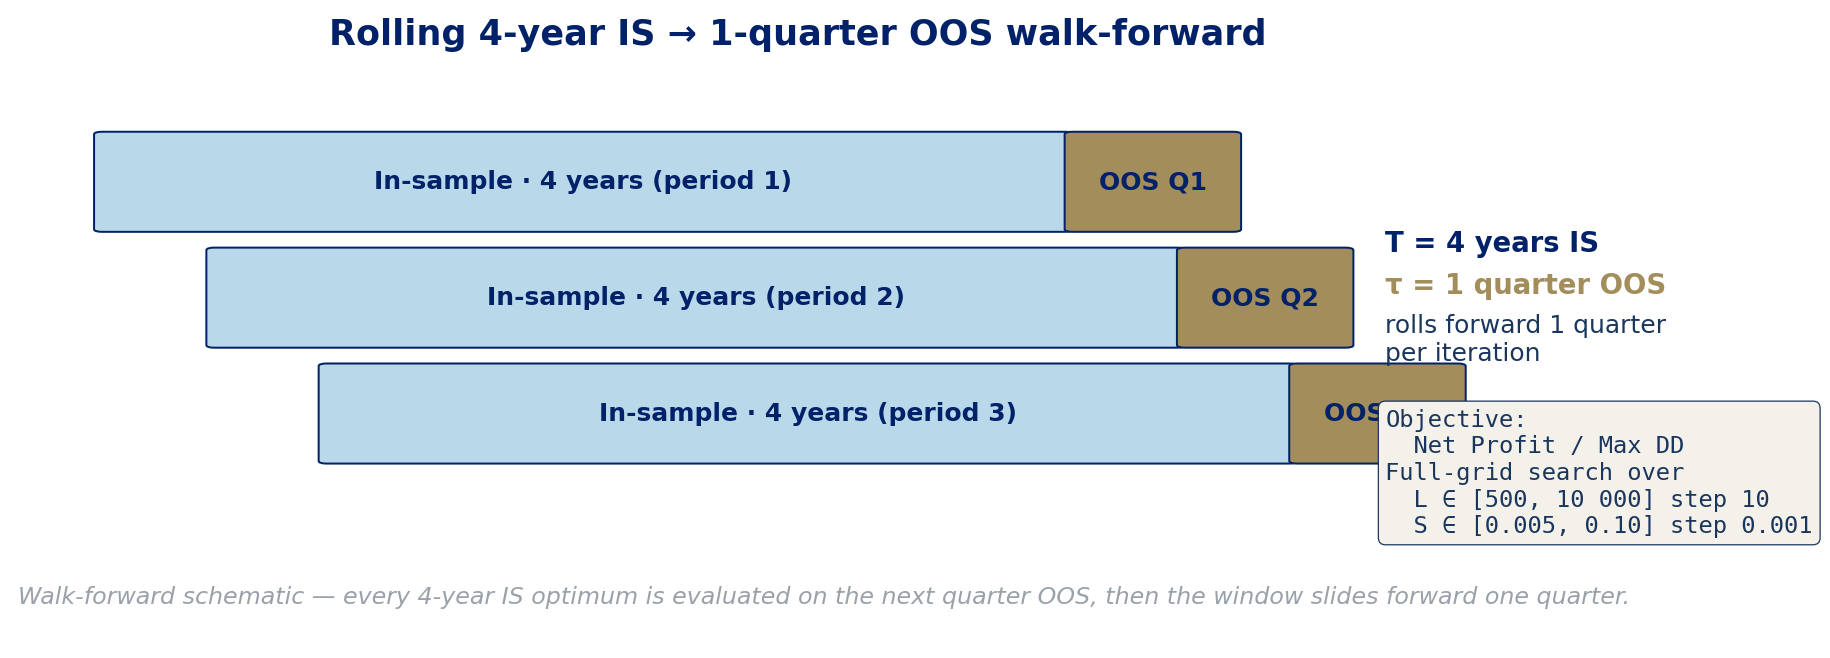 Rolling 4-year IS → 1-quarter OOS walk-forward
In-sample · 4 years (period 1)
OOS Q1
In-sample · 4 years (period 2)
OOS Q2
In-sample · 4 years (period 3)
OOS
T = 4 years IS
τ = 1 quarter OOS
rolls forward 1 quarter
per iteration
Objective:
Net Profit / Max DD
Full-grid search over
L ∈ [500, 10 000] step 10
S ∈ [0.005, 0.10] step 0.001
Walk-forward schematic — every 4-year IS optimum is evaluated on the next quarter OOS, then the window slides forward one quarter.